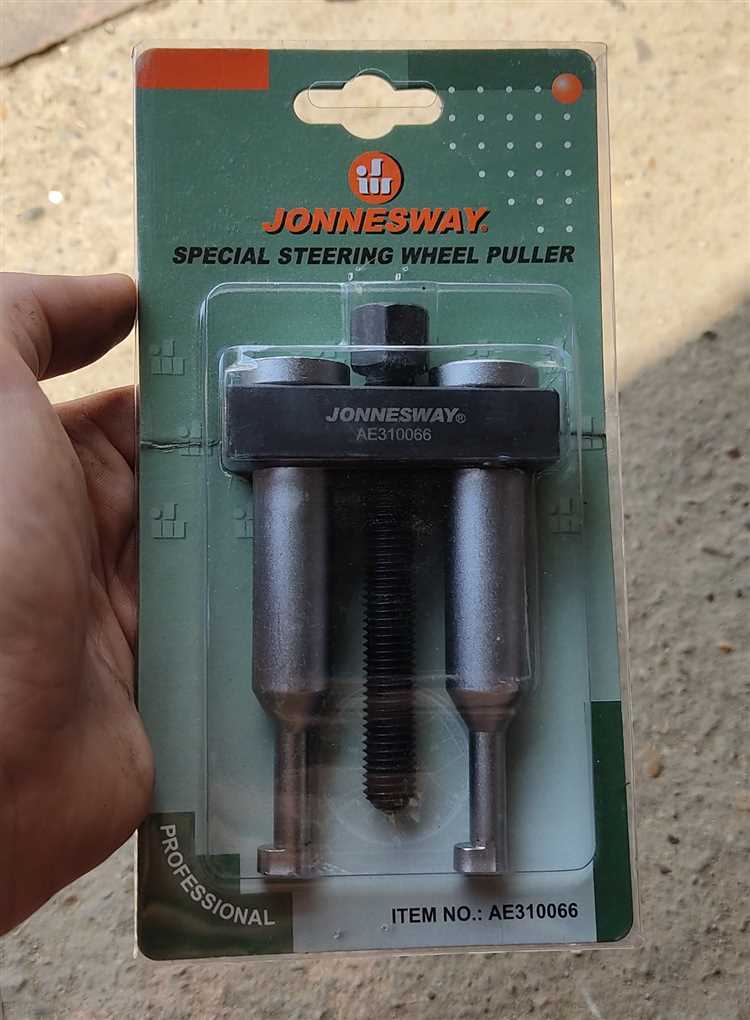 JONNESWAY®
SPECIAL STEERING WHEEL PULLER
JONNESWAY®
AE310066
PROFESSIONAL
ITEM NO.: AE310066